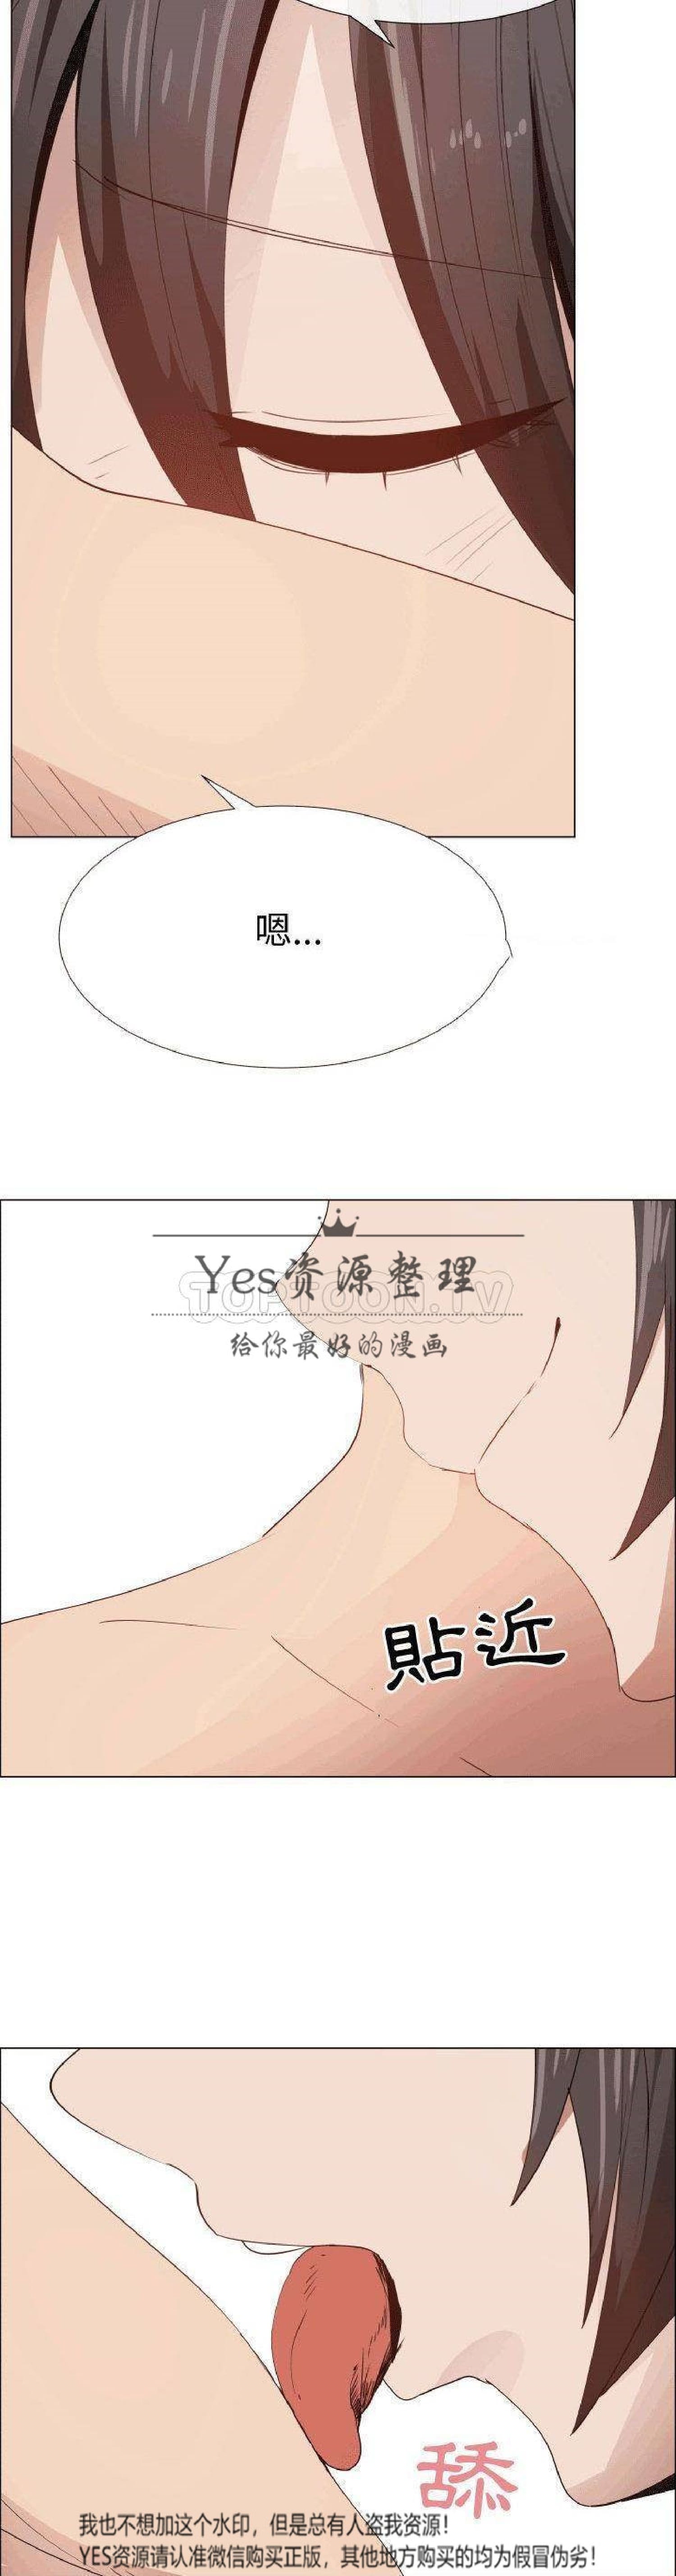 嗯...
Yes资源整理
TOPTOON.TV
给你最好的漫画
貼近
舔
我也不想加这个水印，但是总有人盗我资源！
YES资源请认准微信购买正版，其他地方购买的均为假冒伪劣！